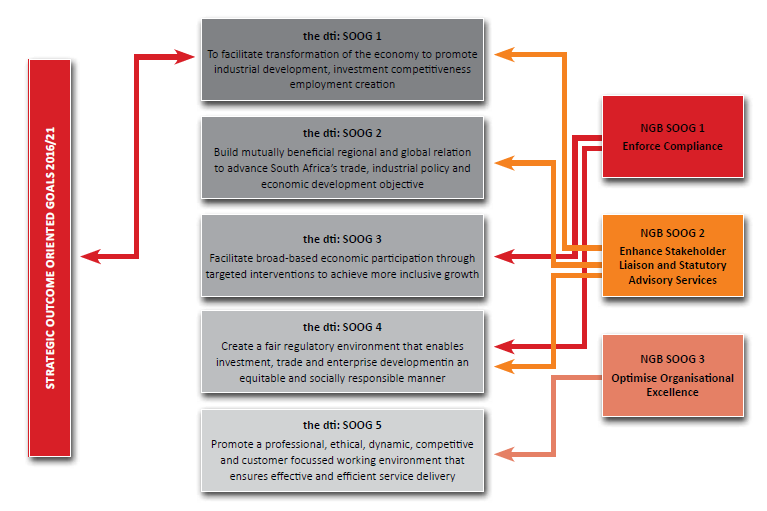 STRATEGIC OUTCOME ORIENTED GOALS 2016/21
the dti: SOOG 1
To facilitate transformation of the economy to promote
industrial development, investment competitiveness
employment creation
the dti: SOOG 2
Build mutually beneficial regional and global relation
to advance South Africa's trade, industrial policy and
economic development objective
the dti: SOOG 3
Facilitate broad-based economic participation through
targeted interventions to achieve more inclusive growth
the dti: SOOG 4
Create a fair regulatory environment that enables
investment, trade and enterprise developmentin an
equitable and socially responsible manner
the dti: SOOG 5
Promote a professional, ethical, dynamic, competitive
and customer focussed working environment that
ensures effective and efficient service delivery
NGB SOOG 1
Enforce Compliance
NGB SOOG 2
Enhance Stakeholder
Liaison and Statutory
Advisory Services
NGB SOOG 3
Optimise Organisational
Excellence